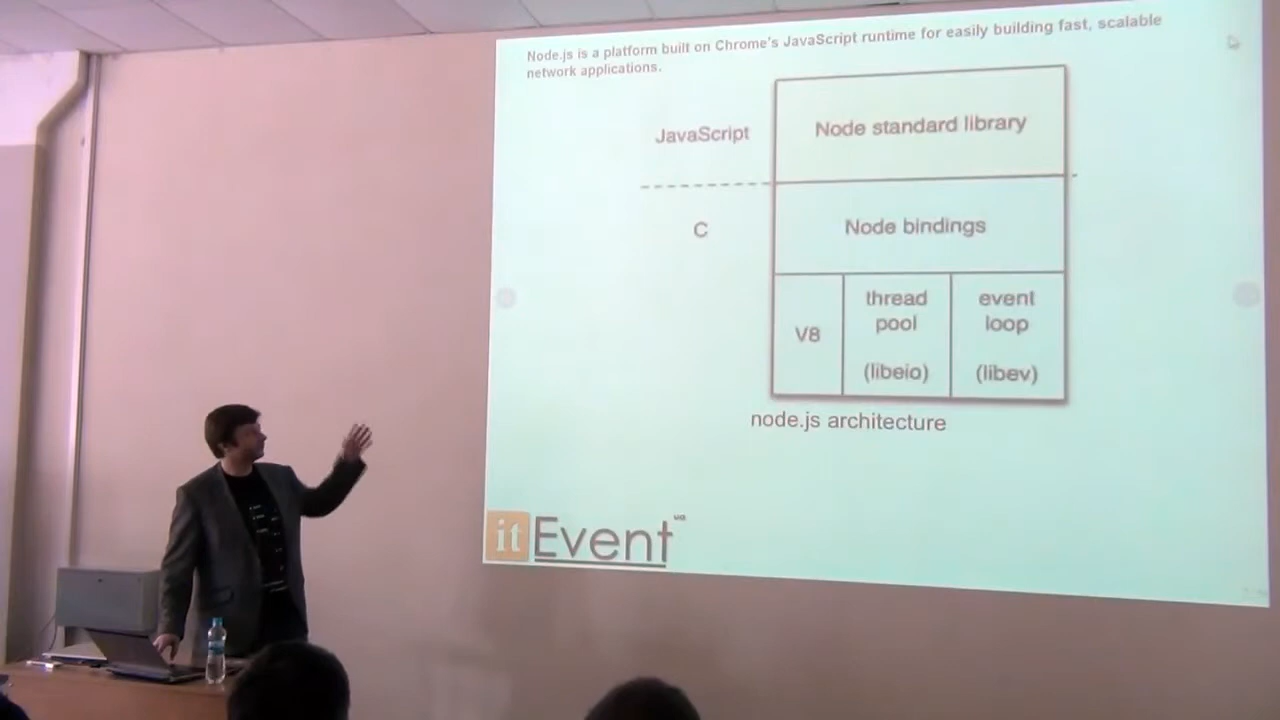 Node.js is a platform built on Chrome's JavaScript runtime for easily building fast, scalable
network applications.
JavaScript
Node standard library
C
Node bindings
V8
thread
pool
(libeio)
event
loop
(libev)
node.js architecture
itEvent
ua